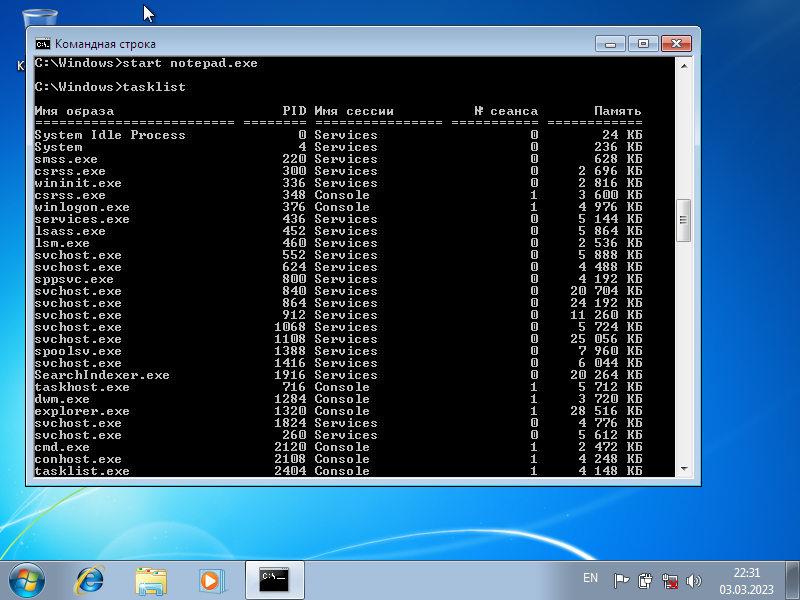 К
Командная строка
C:\Windows>start notepad.exe
C:\Windows>tasklist
Имя образа PID Имя сессии № сеанса Память
========================= ======== ================ =========== ============
System Idle Process 0 Services 0 24 КБ
System 4 Services 0 236 КБ
smss.exe 220 Services 0 628 КБ
csrss.exe 300 Services 0 2 696 КБ
wininit.exe 336 Services 0 2 816 КБ
csrss.exe 348 Console 1 3 600 КБ
winlogon.exe 376 Console 1 4 976 КБ
services.exe 436 Services 0 5 144 КБ
lsass.exe 452 Services 0 5 864 КБ
lsm.exe 460 Services 0 2 536 КБ
svchost.exe 552 Services 0 5 888 КБ
svchost.exe 624 Services 0 4 488 КБ
sppsvc.exe 800 Services 0 4 192 КБ
svchost.exe 840 Services 0 20 704 КБ
svchost.exe 864 Services 0 24 192 КБ
svchost.exe 912 Services 0 11 260 КБ
svchost.exe 1068 Services 0 5 724 КБ
svchost.exe 1108 Services 0 25 056 КБ
spoolsv.exe 1388 Services 0 7 960 КБ
svchost.exe 1416 Services 0 6 044 КБ
SearchIndexer.exe 1916 Services 0 20 264 КБ
taskhost.exe 716 Console 1 5 712 КБ
dwm.exe 1284 Console 1 3 720 КБ
explorer.exe 1320 Console 1 28 516 КБ
svchost.exe 1824 Services 0 4 776 КБ
svchost.exe 260 Services 0 5 612 КБ
cmd.exe 2120 Console 1 2 472 КБ
conhost.exe 2108 Console 1 4 248 КБ
tasklist.exe 2404 Console 1 4 148 КБ
EN
22:31
03.03.2023